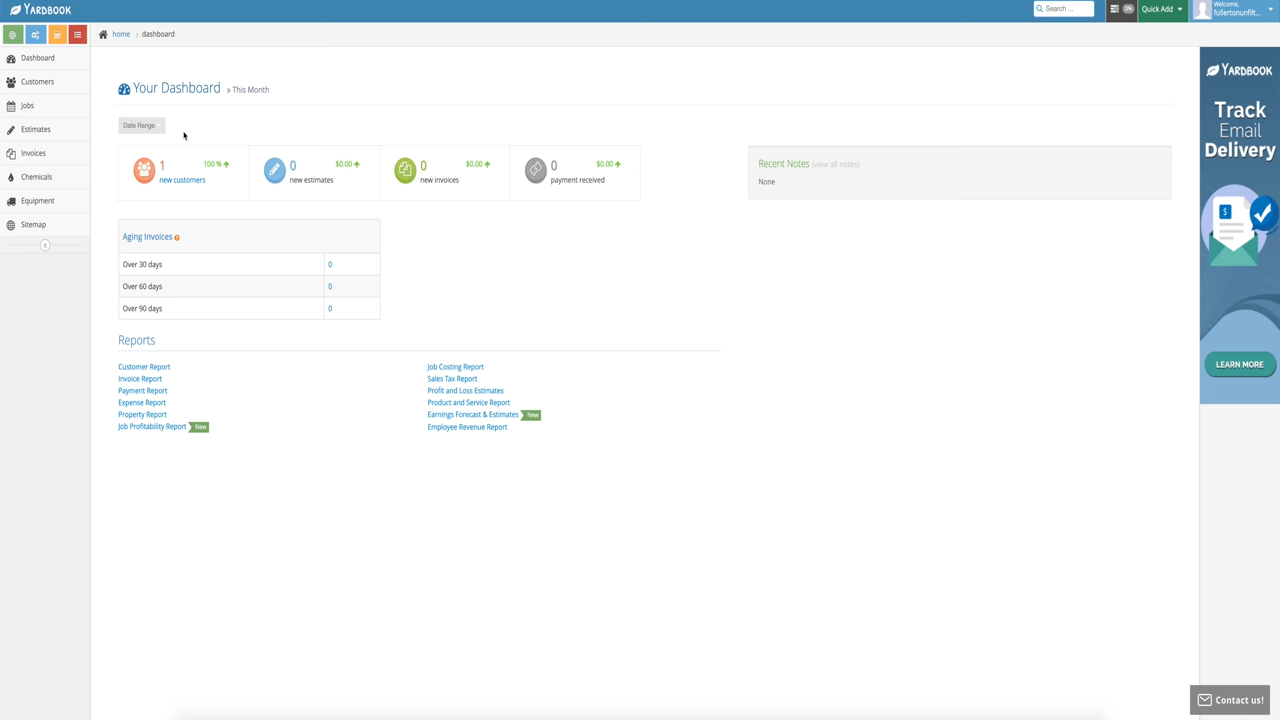 YARDBOOK
Search ...
0%
Quick Add
Welcome,
fullertonunfilt...
home › dashboard
Dashboard
Customers
Jobs
Estimates
Invoices
Chemicals
Equipment
Sitemap
Your Dashboard » This Month
Date Range
1 100 %
new customers
0 $0.00
new estimates
0 $0.00
new invoices
0 $0.00
payment received
Recent Notes (view all notes)
None
Aging Invoices
Over 30 days 0
Over 60 days 0
Over 90 days 0
Reports
Customer Report
Invoice Report
Payment Report
Expense Report
Property Report
Job Profitability Report New
Job Costing Report
Sales Tax Report
Profit and Loss Estimates
Product and Service Report
Earnings Forecast & Estimates New
Employee Revenue Report
YARDBOOK
Track
Email
Delivery
$
LEARN MORE
Contact us!